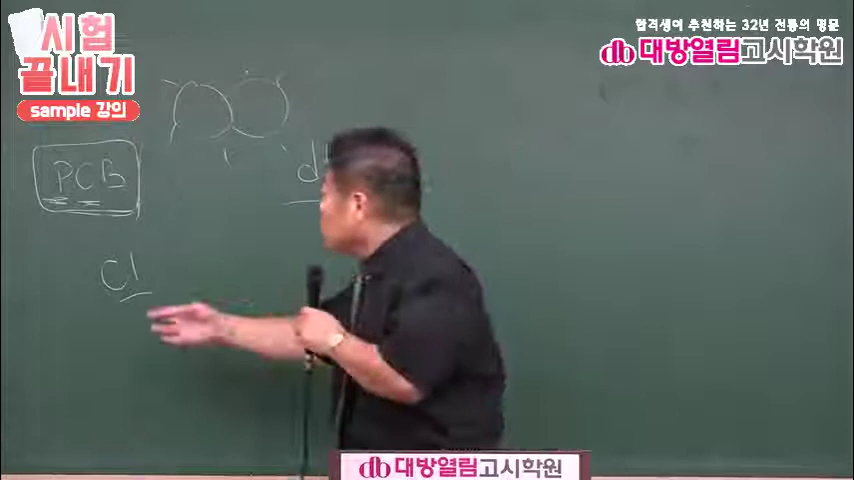 시험
끝내기
sample 강의
합격생이 추천하는 32년 전통의 명문
db 대방열림고시학원
PCB
Cl
db 대방열림고시학원